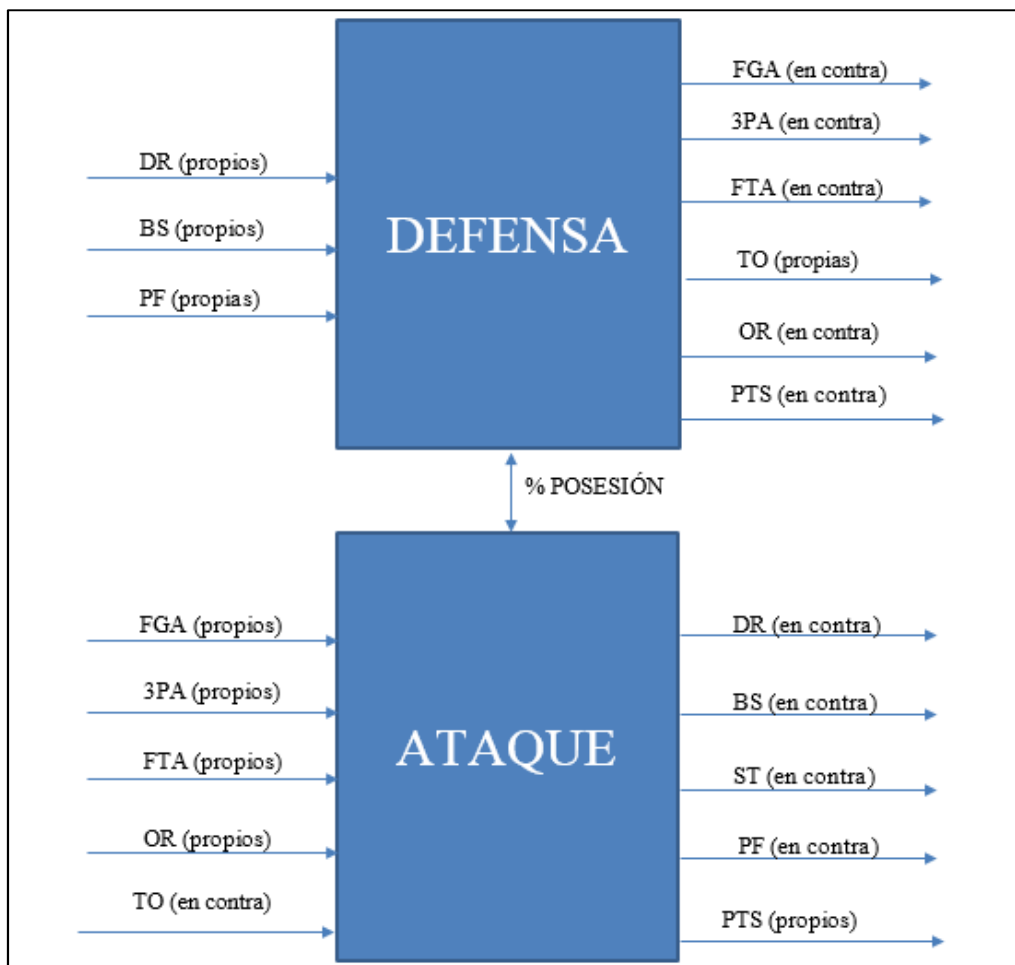 DR (propios)
BS (propios)
PF (propias)
DEFENSA
FGA (en contra)
3PA (en contra)
FTA (en contra)
TO (propias)
OR (en contra)
PTS (en contra)
% POSESIÓN
FGA (propios)
3PA (propios)
FTA (propios)
OR (propios)
TO (en contra)
ATAQUE
DR (en contra)
BS (en contra)
ST (en contra)
PF (en contra)
PTS (propios)